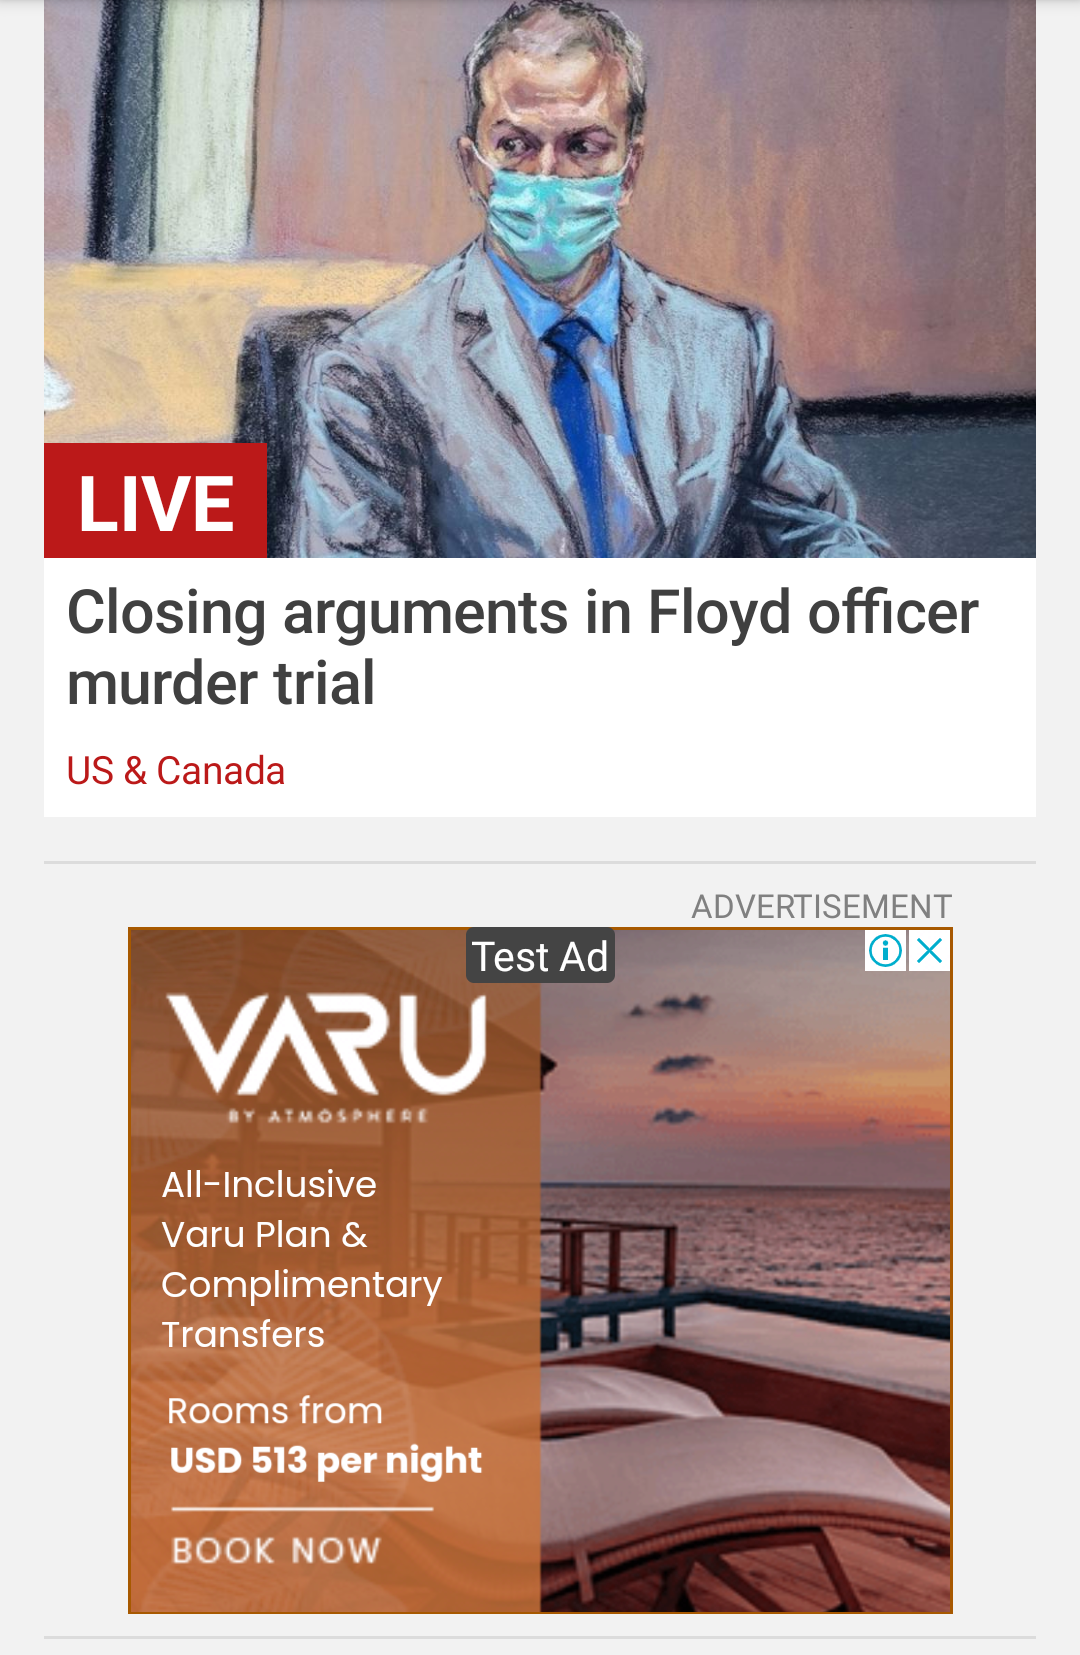 LIVE
Closing arguments in Floyd officer
murder trial
US & Canada
ADVERTISEMENT
Test Ad
VARU
BY ATMOSPHERE
All-Inclusive
Varu Plan &
Complimentary
Transfers
Rooms from
USD 513 per night
BOOK NOW